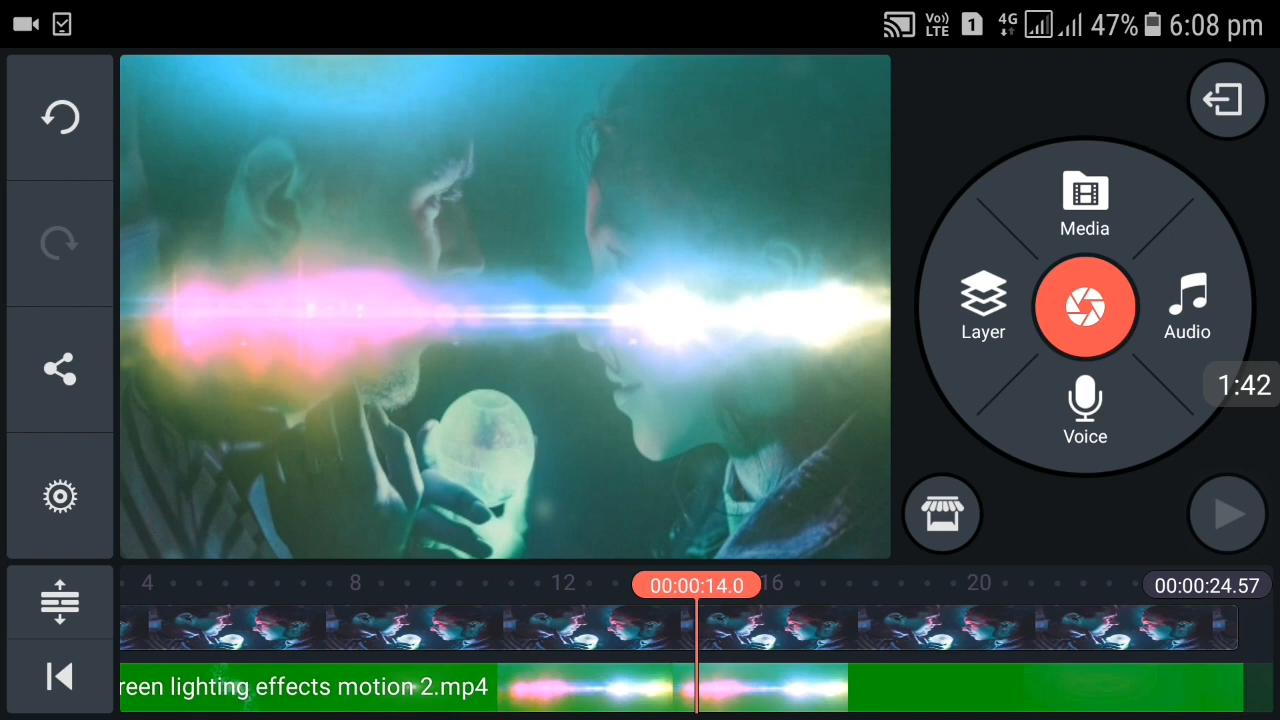 Vo)) LTE 1 4G 47% 6:08 pm
Media
Layer
Audio
1:42
Voice
4 8 12 00:00:14.0 16 20 00:00:24.57
reen lighting effects motion 2.mp4